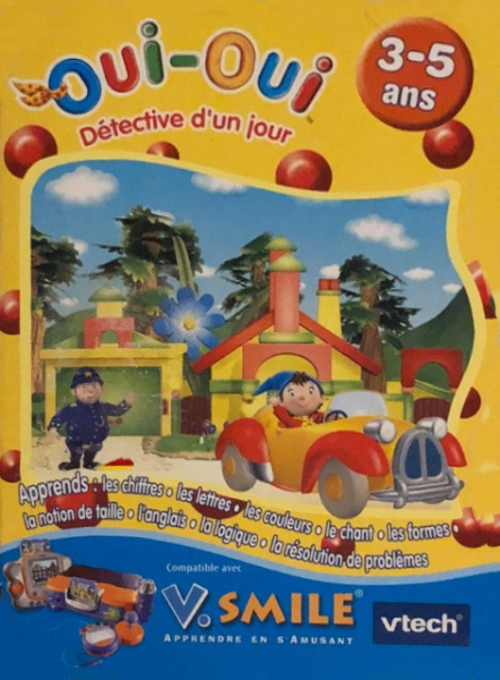 Oui-Oui
Détective d'un jour
3-5
ans
Apprends : les chiffres • les lettres • les couleurs • le chant • les formes •
la notion de taille • l'anglais • la logique • la résolution de problèmes
Compatible avec
V.SMILE®
APPRENDRE EN S'AMUSANT
vtech®